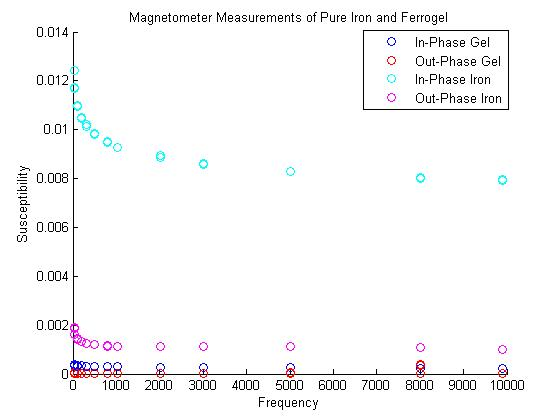 Magnetometer Measurements of Pure Iron and Ferrogel
0.014
0.012
0.01
0.008
0.006
0.004
0.002
0
Susceptibility
In-Phase Gel
Out-Phase Gel
In-Phase Iron
Out-Phase Iron
0 1000 2000 3000 4000 5000 6000 7000 8000 9000 10000
Frequency